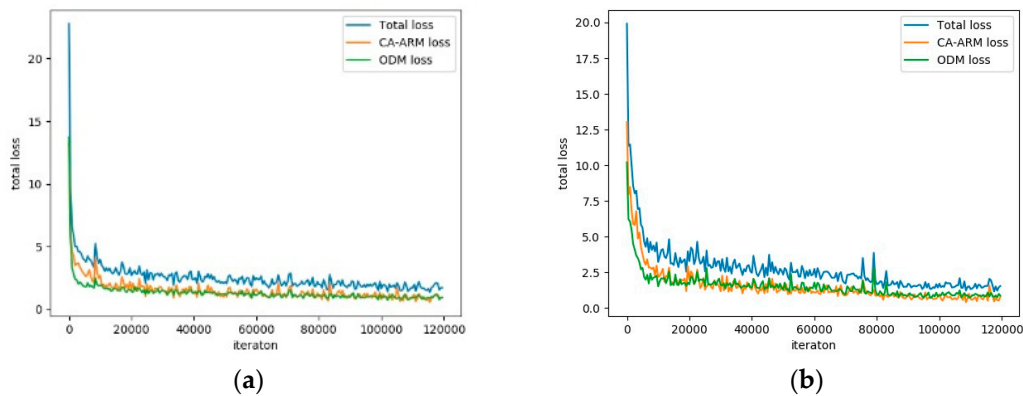 Total loss
CA-ARM loss
ODM loss
20
15
10
5
0
total loss
0
20000
40000
60000
80000
100000
120000
iteraton
(a)
Total loss
CA-ARM loss
ODM loss
20.0
17.5
15.0
12.5
10.0
7.5
5.0
2.5
0.0
total loss
0
20000
40000
60000
80000
100000
120000
iteraton
(b)